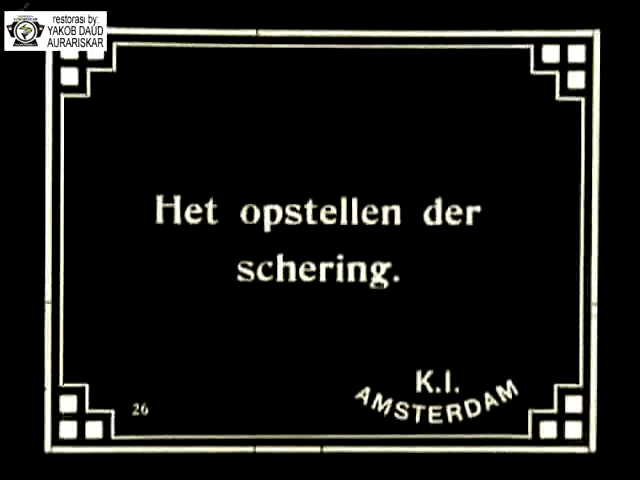 restorasi by:
YAKOB DAUD
AURARISKAR
Het opstellen der
schering.
K.I.
AMSTERDAM
26